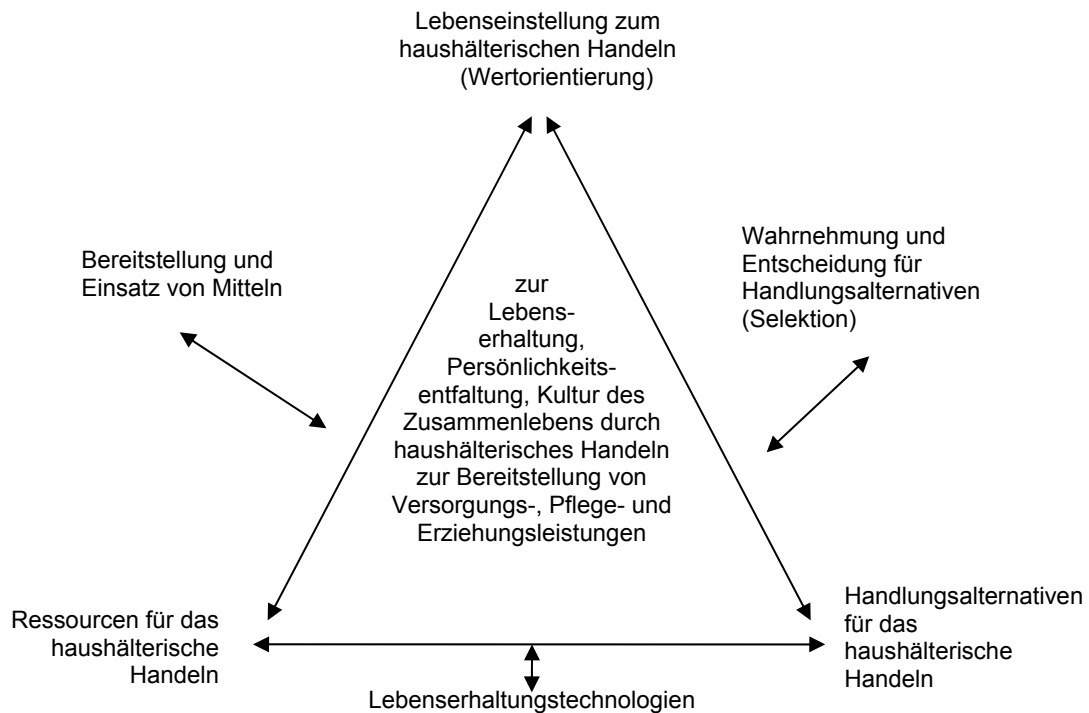 Lebenseinstellung zum
haushälterischen Handeln
(Wertorientierung)
Bereitstellung und
Einsatz von Mitteln
Wahrnehmung und
Entscheidung für
Handlungsalternativen
(Selektion)
zur
Lebens-
erhaltung,
Persönlichkeits-
entfaltung, Kultur des
Zusammenlebens durch
haushälterisches Handeln
zur Bereitstellung von
Versorgungs-, Pflege- und
Erziehungsleistungen
Ressourcen für das
haushälterische
Handeln
Handlungsalternativen
für das
haushälterische
Handeln
Lebenserhaltungstechnologien